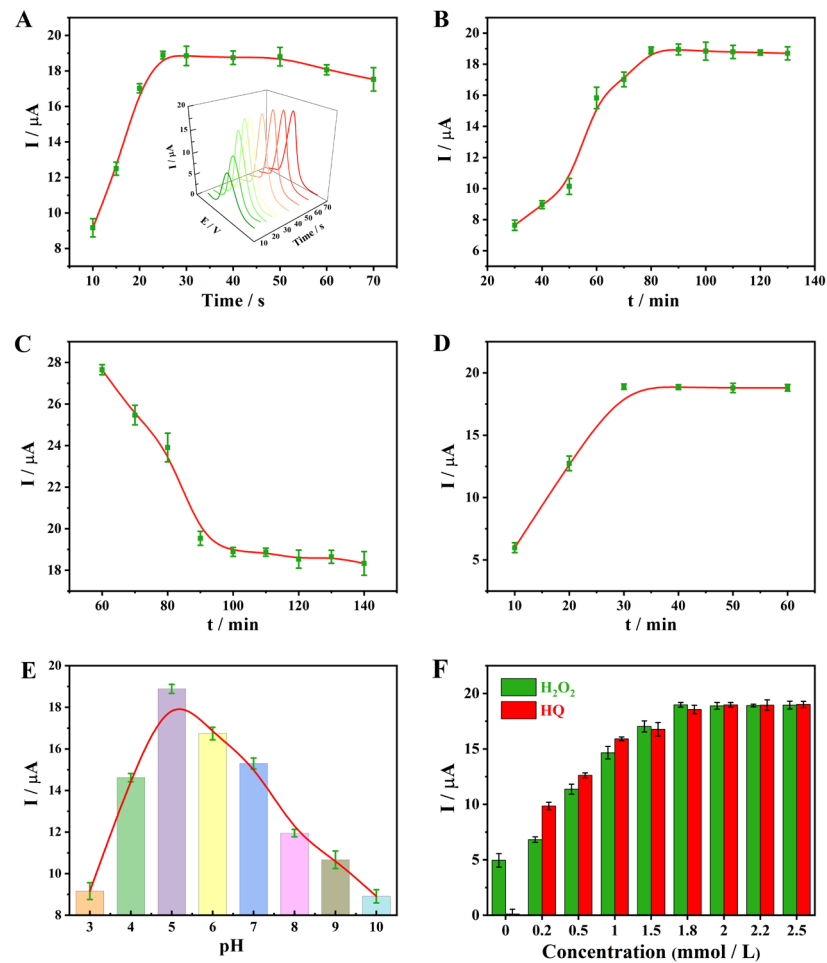 A
I / μA
20
18
16
14
12
10
8
10 20 30 40 50 60 70
Time / s
I / μA
20
15
10
5
0
E / V
10 20 30 40 50 60 70
Time / s
B
I / μA
20
18
16
14
12
10
8
6
20 40 60 80 100 120 140
t / min
C
I / μA
28
26
24
22
20
18
60 80 100 120 140
t / min
D
I / μA
20
15
10
5
10 20 30 40 50 60
t / min
E
I / μA
20
18
16
14
12
10
8
3 4 5 6 7 8 9 10
pH
F
H₂O₂
HQ
I / μA
20
15
10
5
0
0 0.2 0.5 1 1.5 1.8 2 2.2 2.5
Concentration (mmol / L)